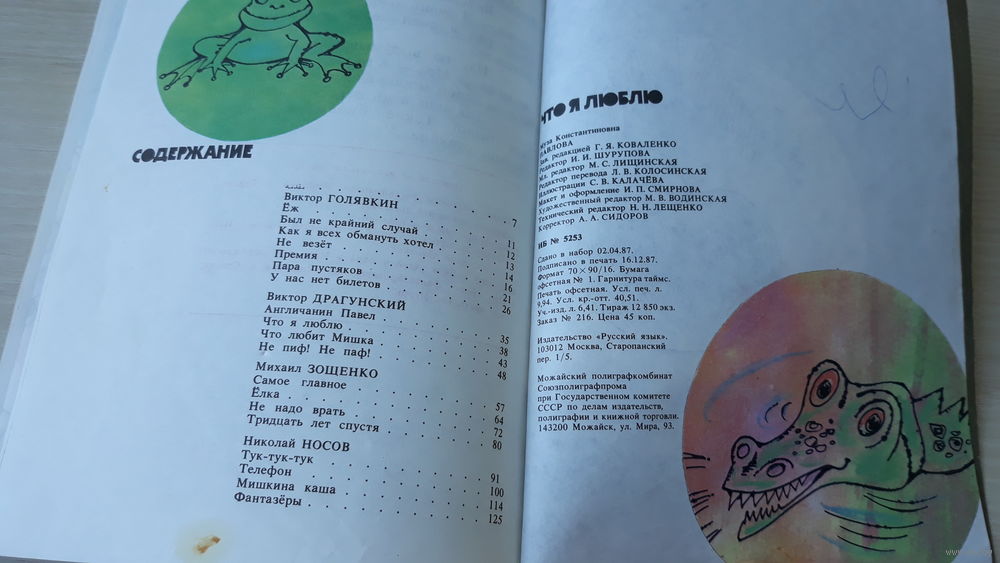 СОДЕРЖАНИЕ
Виктор ГОЛЯВКИН
Ёж 7
Был не крайний случай 11
Как я всех обмануть хотел 12
Не везёт 13
Премия 14
Пара пустяков 16
У нас нет билетов 21
26
Виктор ДРАГУНСКИЙ
Англичанин Павел 35
Что я люблю 38
Что любит Мишка 43
Не пиф! Не паф! 48
Михаил ЗОЩЕНКО
Самое главное 57
Ёлка 64
Не надо врать 72
Тридцать лет спустя 80
Николай НОСОВ
Тук-тук-тук 91
Телефон 100
Мишкина каша 114
Фантазёры 125
ЧТО Я ЛЮБЛЮ
Константиновна
ПАВЛОВА
редакцией Г. Я. КОВАЛЕНКО
Редактор И. И. ШУРУПОВА
Мл. редактор М. С. ЛИЩИНСКАЯ
Редактор перевода Л. В. КОЛОСИНСКАЯ
Иллюстрации С. В. КАЛАЧЁВА
Макет и оформление И. П. СМИРНОВА
Художественный редактор М. В. ВОДИНСКАЯ
Технический редактор Н. Н. ЛЕЩЕНКО
Корректор А. А. СИДОРОВ
ИБ № 5253
Сдано в набор 02.04.87.
Подписано в печать 16.12.87.
Формат 70×90/16. Бумага
офсетная № 1. Гарнитура таймс.
Печать офсетная. Усл. печ. л.
9,94. Усл. кр.-отт. 40,51.
Уч.-изд. л. 6,41. Тираж 12 850 экз.
Заказ № 216. Цена 45 коп.
Издательство «Русский язык».
103012 Москва, Старопанский
пер. 1/5.
Можайский полиграфкомбинат
Союзполиграфпрома
при Государственном комитете
СССР по делам издательств,
полиграфии и книжной торговли.
143200 Можайск, ул. Мира, 93.